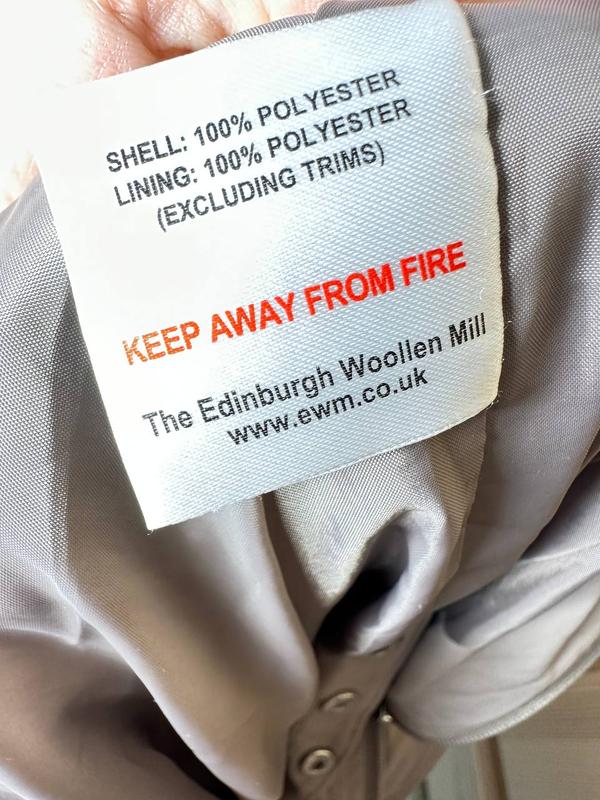 SHELL: 100% POLYESTER
LINING: 100% POLYESTER
(EXCLUDING TRIMS)
KEEP AWAY FROM FIRE
The Edinburgh Woollen Mill
www.ewm.co.uk